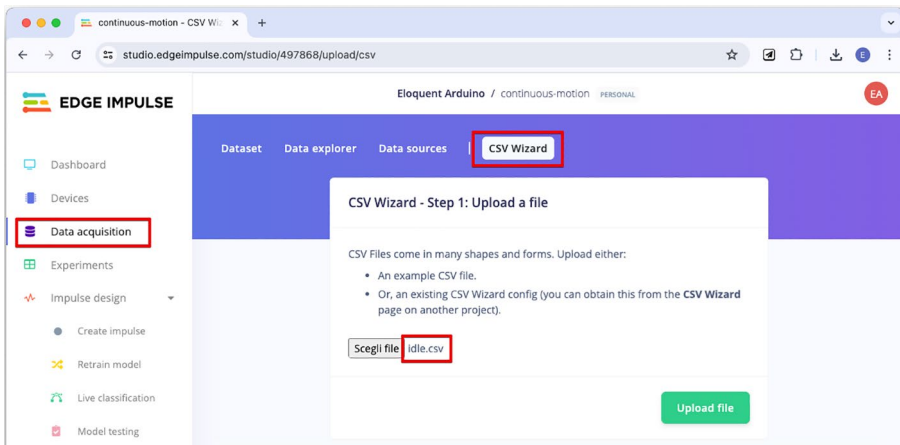 continuous-motion - CSV Wiz
studio.edgeimpulse.com/studio/497868/upload/csv
E
EDGE IMPULSE
Eloquent Arduino / continuous-motion PERSONAL
EA
Dataset Data explorer Data sources | CSV Wizard
Dashboard
Devices
Data acquisition
Experiments
Impulse design
Create impulse
Retrain model
Live classification
Model testing
CSV Wizard - Step 1: Upload a file
CSV Files come in many shapes and forms. Upload either:
• An example CSV file.
• Or, an existing CSV Wizard config (you can obtain this from the CSV Wizard
page on another project).
Scegli file idle.csv
Upload file